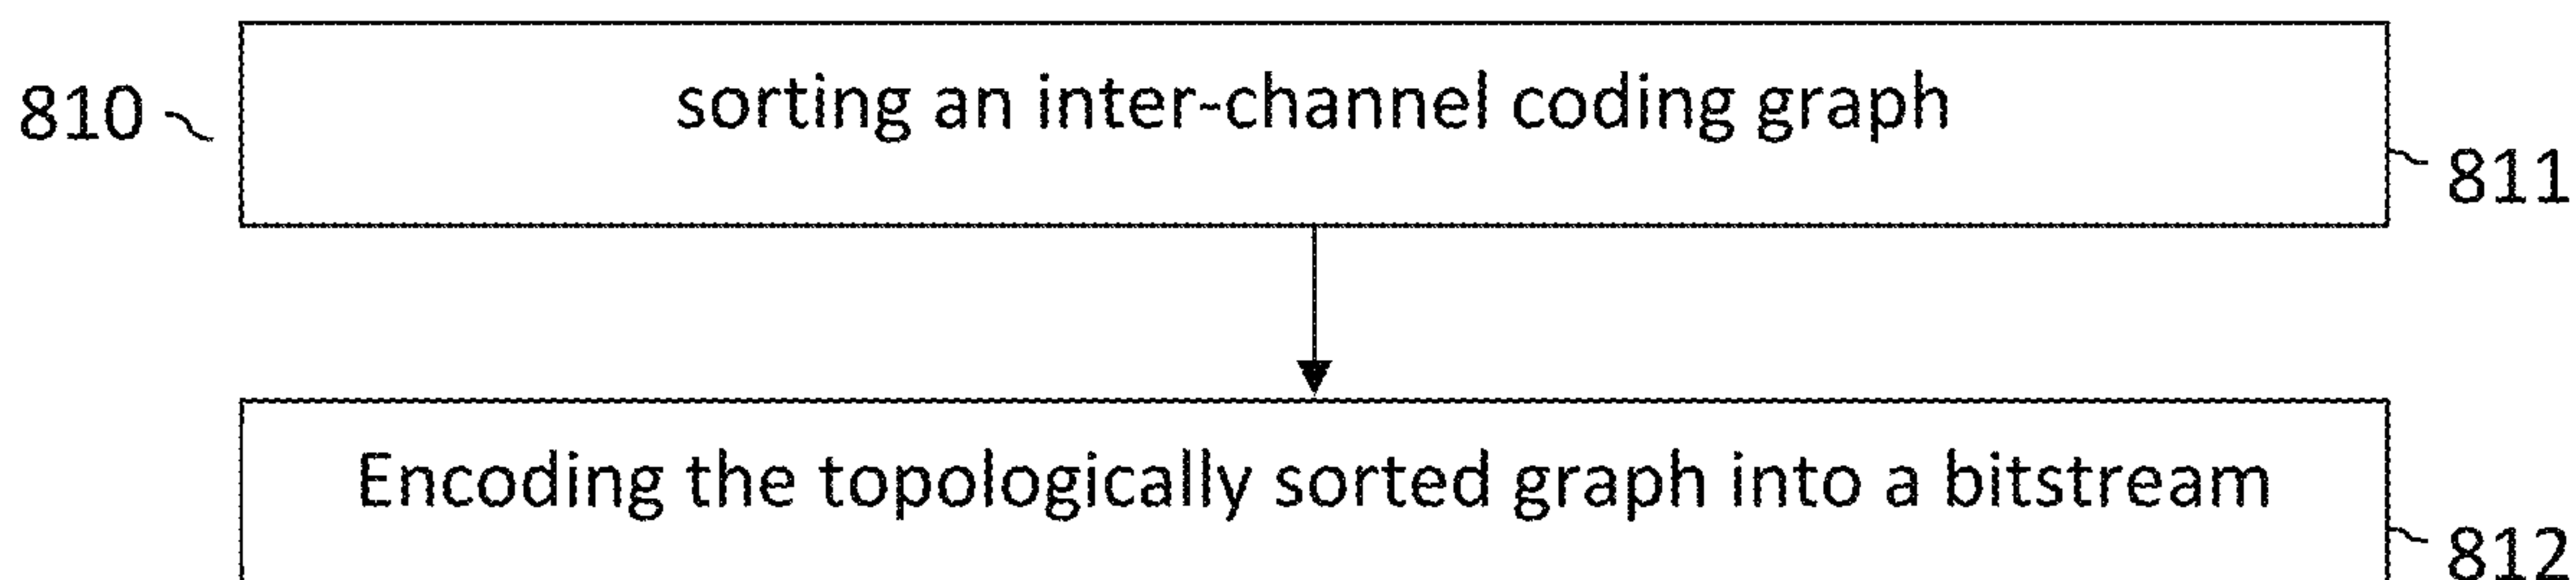 sorting an inter-channel coding graph
810
811
Encoding the topologically sorted graph into a bitstream
812